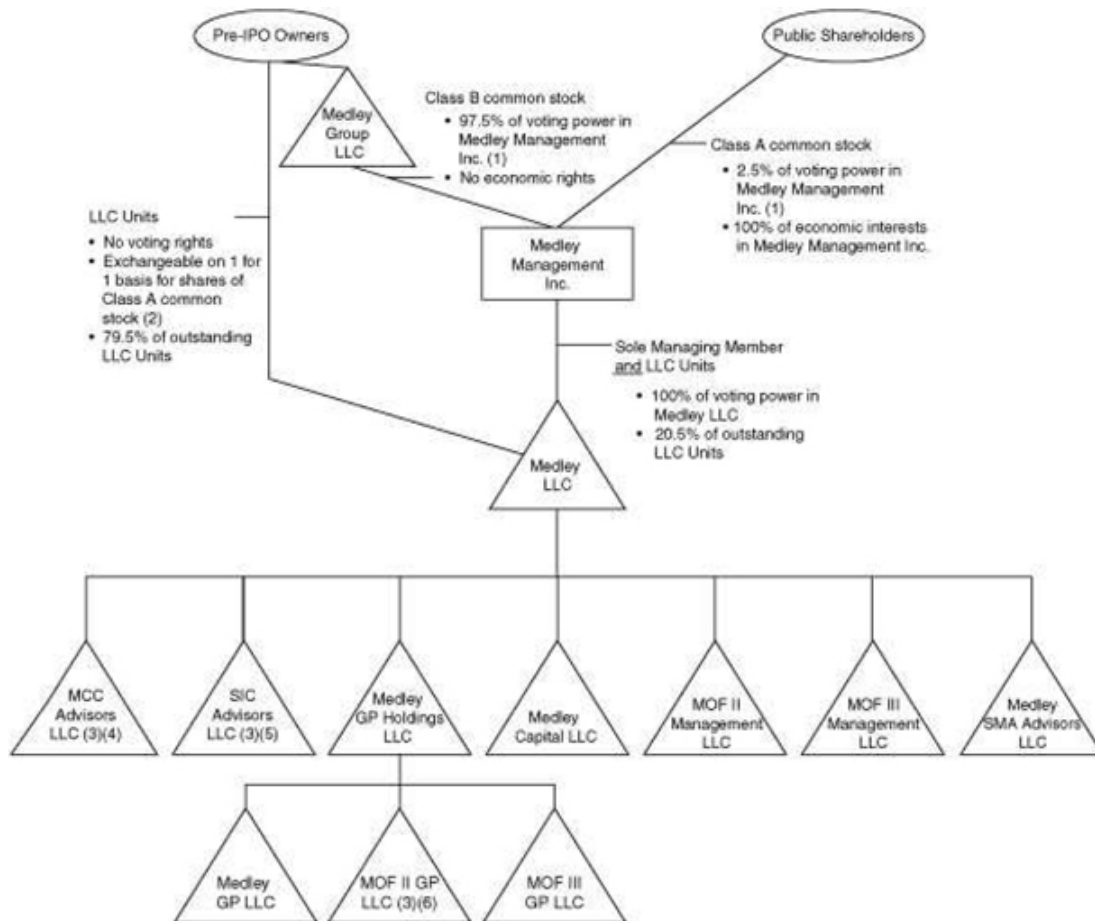 Pre-IPO Owners
Public Shareholders
Medley
Group
LLC
Class B common stock
• 97.5% of voting power in
Medley Management
Inc. (1)
• No economic rights
Class A common stock
• 2.5% of voting power in
Medley Management
Inc. (1)
• 100% of economic interests
in Medley Management Inc.
LLC Units
• No voting rights
• Exchangeable on 1 for
1 basis for shares of
Class A common
stock (2)
• 79.5% of outstanding
LLC Units
Medley
Management
Inc.
Sole Managing Member
and LLC Units
• 100% of voting power in
Medley LLC
• 20.5% of outstanding
LLC Units
Medley
LLC
MCC
Advisors
LLC (3)(4)
SIC
Advisors
LLC (3)(5)
Medley
GP Holdings
LLC
Medley
Capital LLC
MOF II
Management
LLC
MOF III
Management
LLC
Medley
SMA Advisors
LLC
Medley
GP LLC
MOF II GP
LLC (3)(6)
MOF III
GP LLC